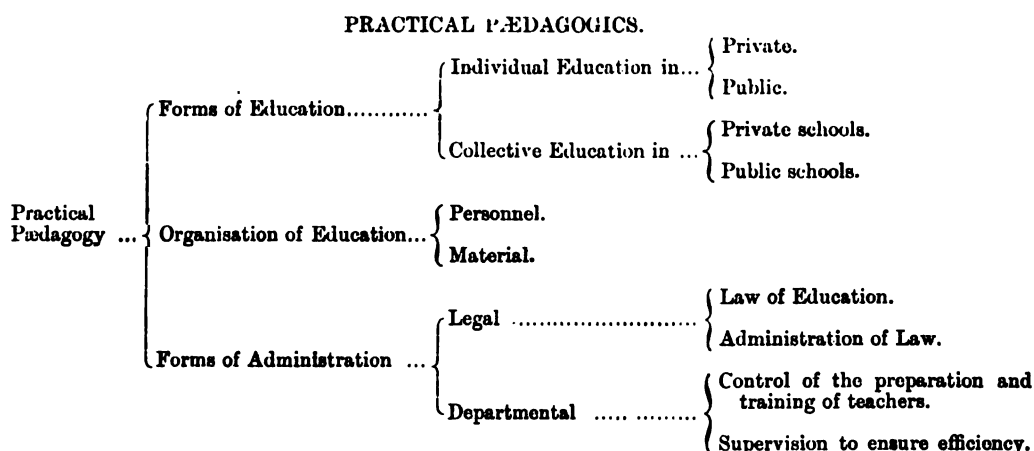 PRACTICAL PÆDAGOGICS.
Private.
Individual Education in...
Public.
Forms of Education.............
Private schools.
Collective Education in ...
Public schools.
Practical
Pædagogy ...
Personnel.
Organisation of Education...
Material.
Law of Education.
Legal ...........................
Administration of Law.
Forms of Administration ...
Control of the preparation and
training of teachers.
Departmental ..... .........
Supervision to ensure efficiency.